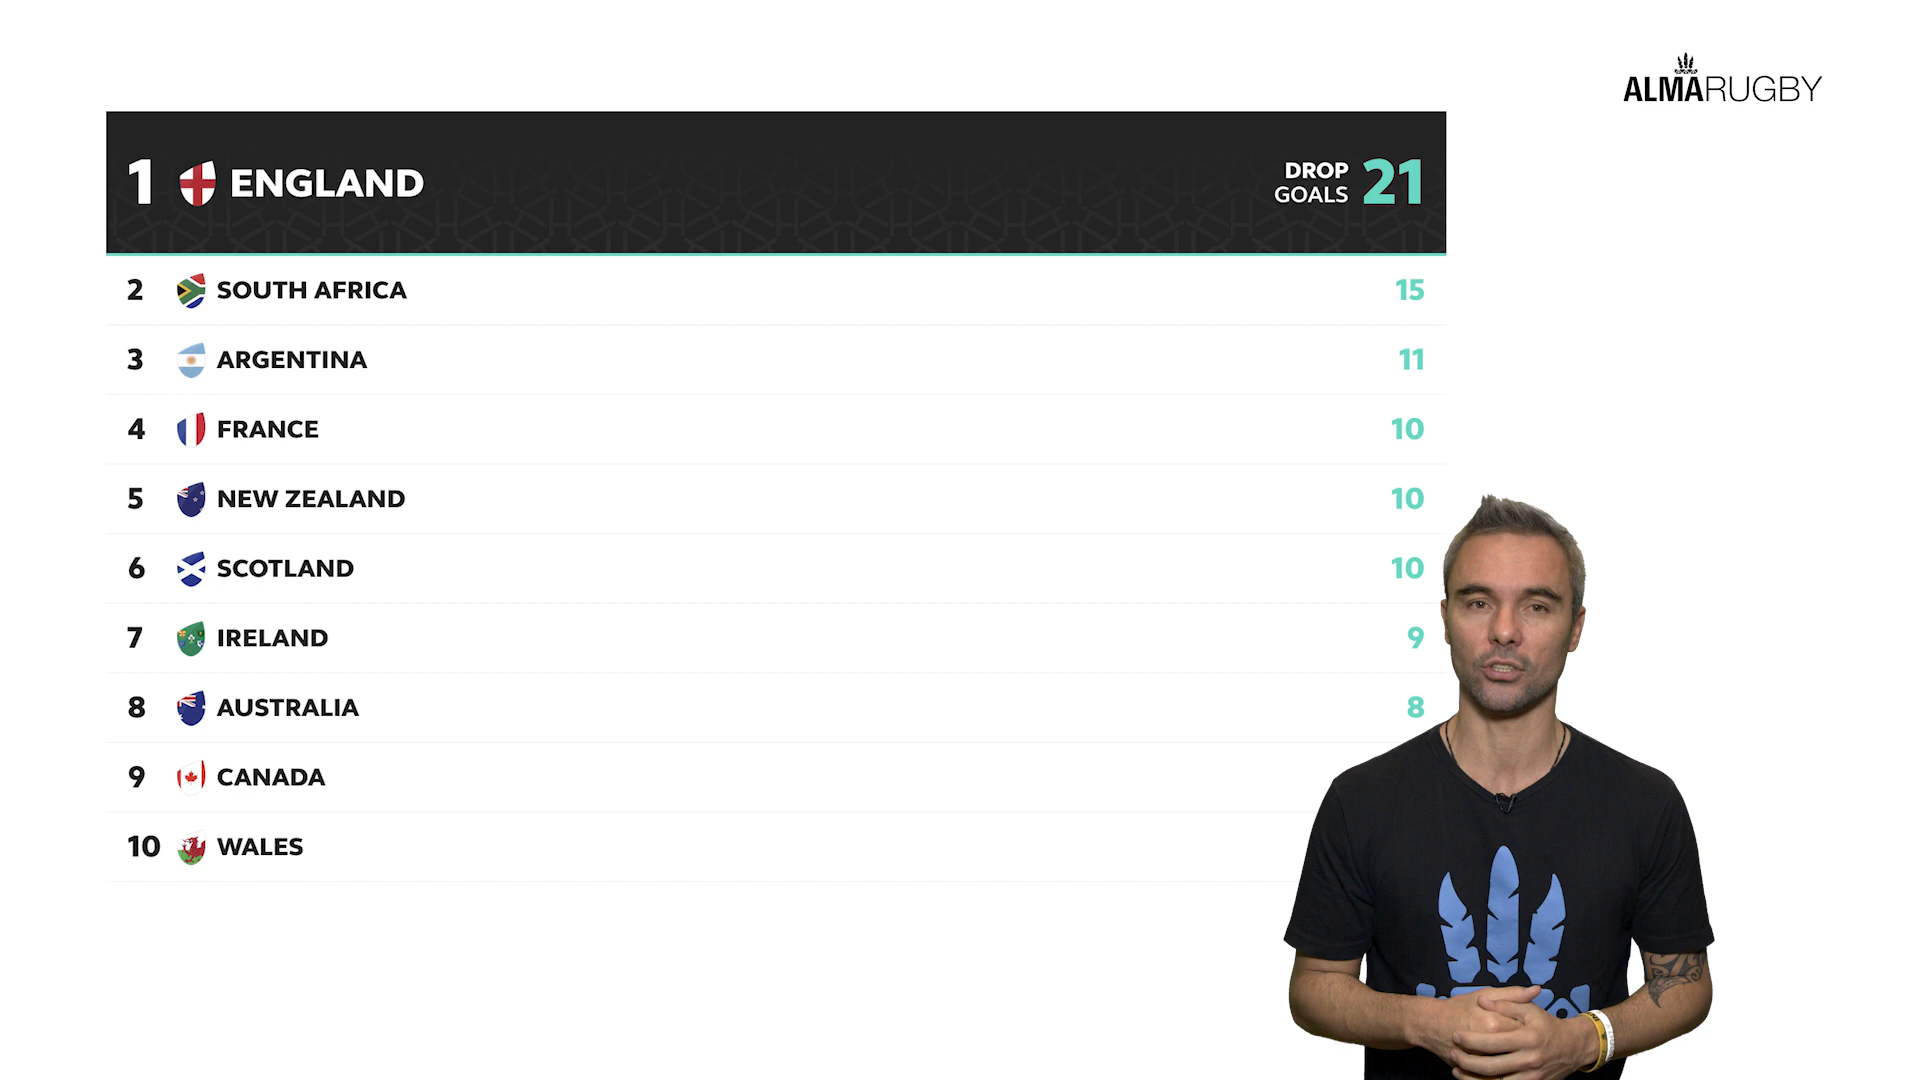 ALMARUGBY
1 ENGLAND DROP GOALS 21
2 SOUTH AFRICA 15
3 ARGENTINA 11
4 FRANCE 10
5 NEW ZEALAND 10
6 SCOTLAND 10
7 IRELAND 9
8 AUSTRALIA 8
9 CANADA
10 WALES